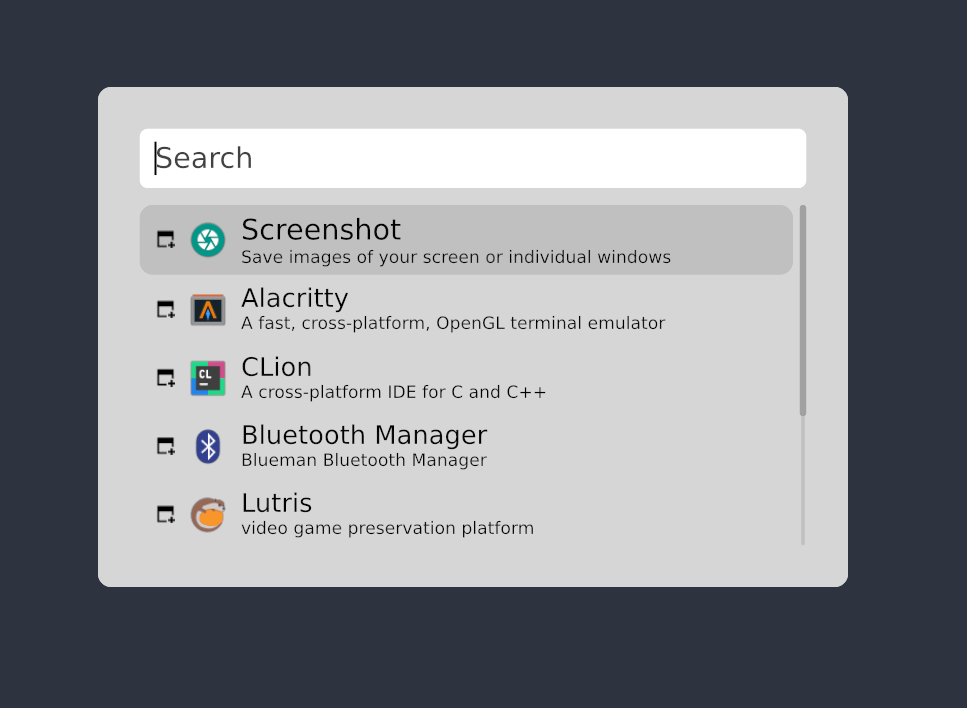 Search
Screenshot
Save images of your screen or individual windows
Alacritty
A fast, cross-platform, OpenGL terminal emulator
CL
CLion
A cross-platform IDE for C and C++
Bluetooth Manager
Blueman Bluetooth Manager
Lutris
video game preservation platform